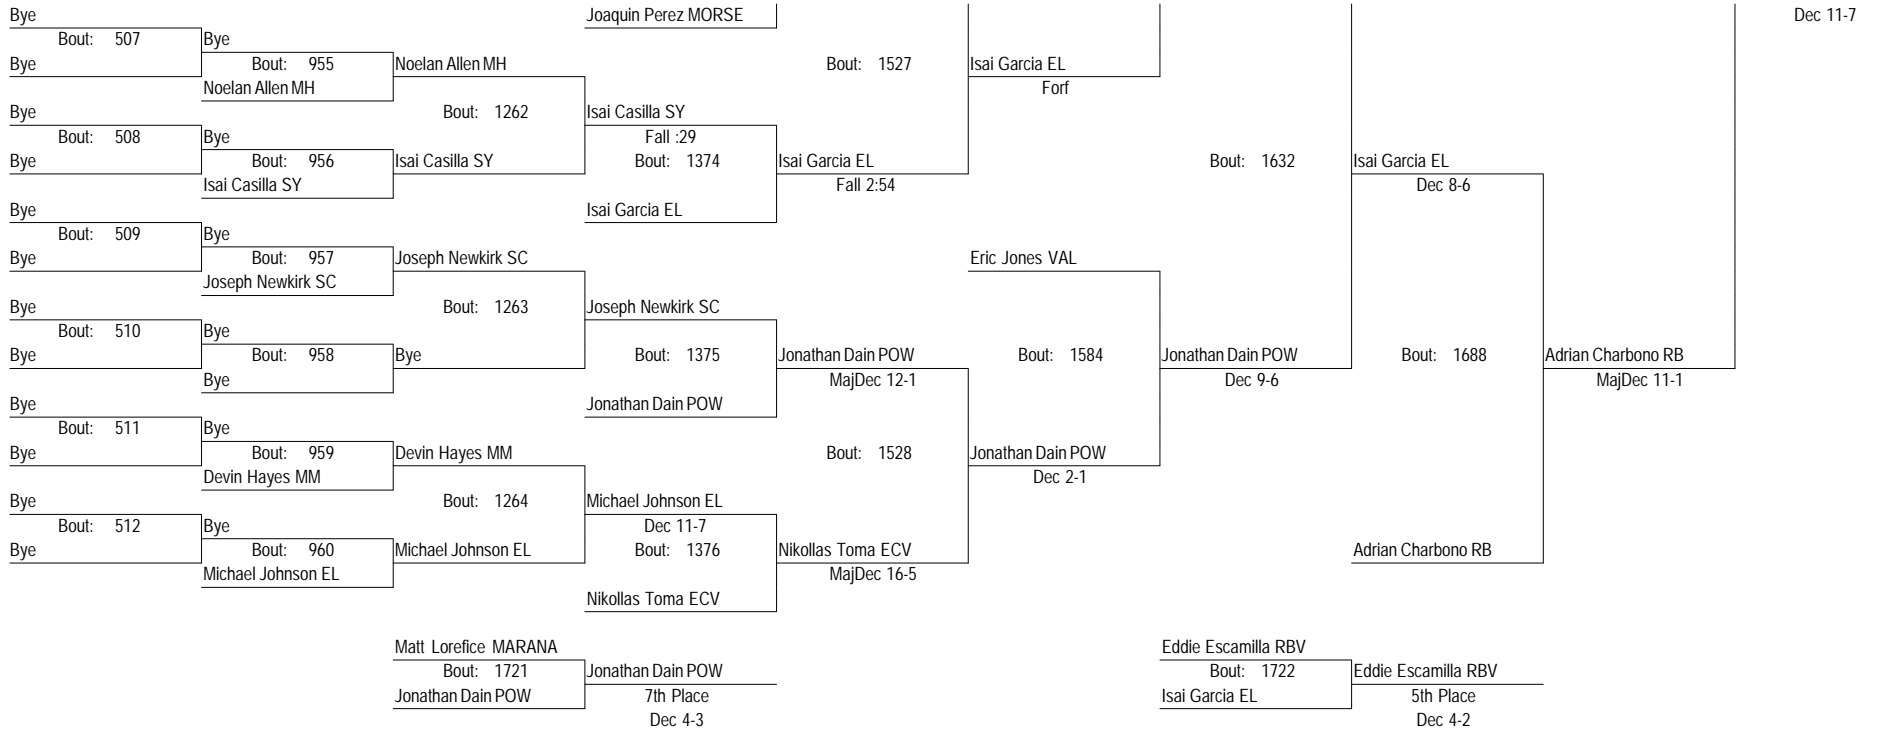 Bye Joaquin Perez MORSE Dec 11-7
Bout: 507 Bye
Bye Bout: 955 Noelan Allen MH Bout: 1527 Isai Garcia EL
Noelan Allen MH Forf
Bye Bout: 1262 Isai Casilla SY
Bout: 508 Bye Fall :29
Bye Bout: 956 Isai Casilla SY Bout: 1374 Isai Garcia EL Bout: 1632 Isai Garcia EL
Isai Casilla SY Fall 2:54 Dec 8-6
Bye Isai Garcia EL
Bout: 509 Bye
Bye Bout: 957 Joseph Newkirk SC Eric Jones VAL
Joseph Newkirk SC
Bye Bout: 1263 Joseph Newkirk SC
Bout: 510 Bye
Bye Bout: 958 Bye Bout: 1375 Jonathan Dain POW Bout: 1584 Jonathan Dain POW Bout: 1688 Adrian Charbono RB
Bye MajDec 12-1 Dec 9-6 MajDec 11-1
Bye Jonathan Dain POW
Bout: 511 Bye
Bye Bout: 959 Devin Hayes MM Bout: 1528 Jonathan Dain POW
Devin Hayes MM Dec 2-1
Bye Bout: 1264 Michael Johnson EL
Bout: 512 Bye Dec 11-7
Bye Bout: 960 Michael Johnson EL Bout: 1376 Nikollas Toma ECV Adrian Charbono RB
Michael Johnson EL MajDec 16-5
Nikollas Toma ECV
Matt Lorefice MARANA Eddie Escamilla RBV
Bout: 1721 Jonathan Dain POW Bout: 1722 Eddie Escamilla RBV
Jonathan Dain POW 7th Place Isai Garcia EL 5th Place
Dec 4-3 Dec 4-2